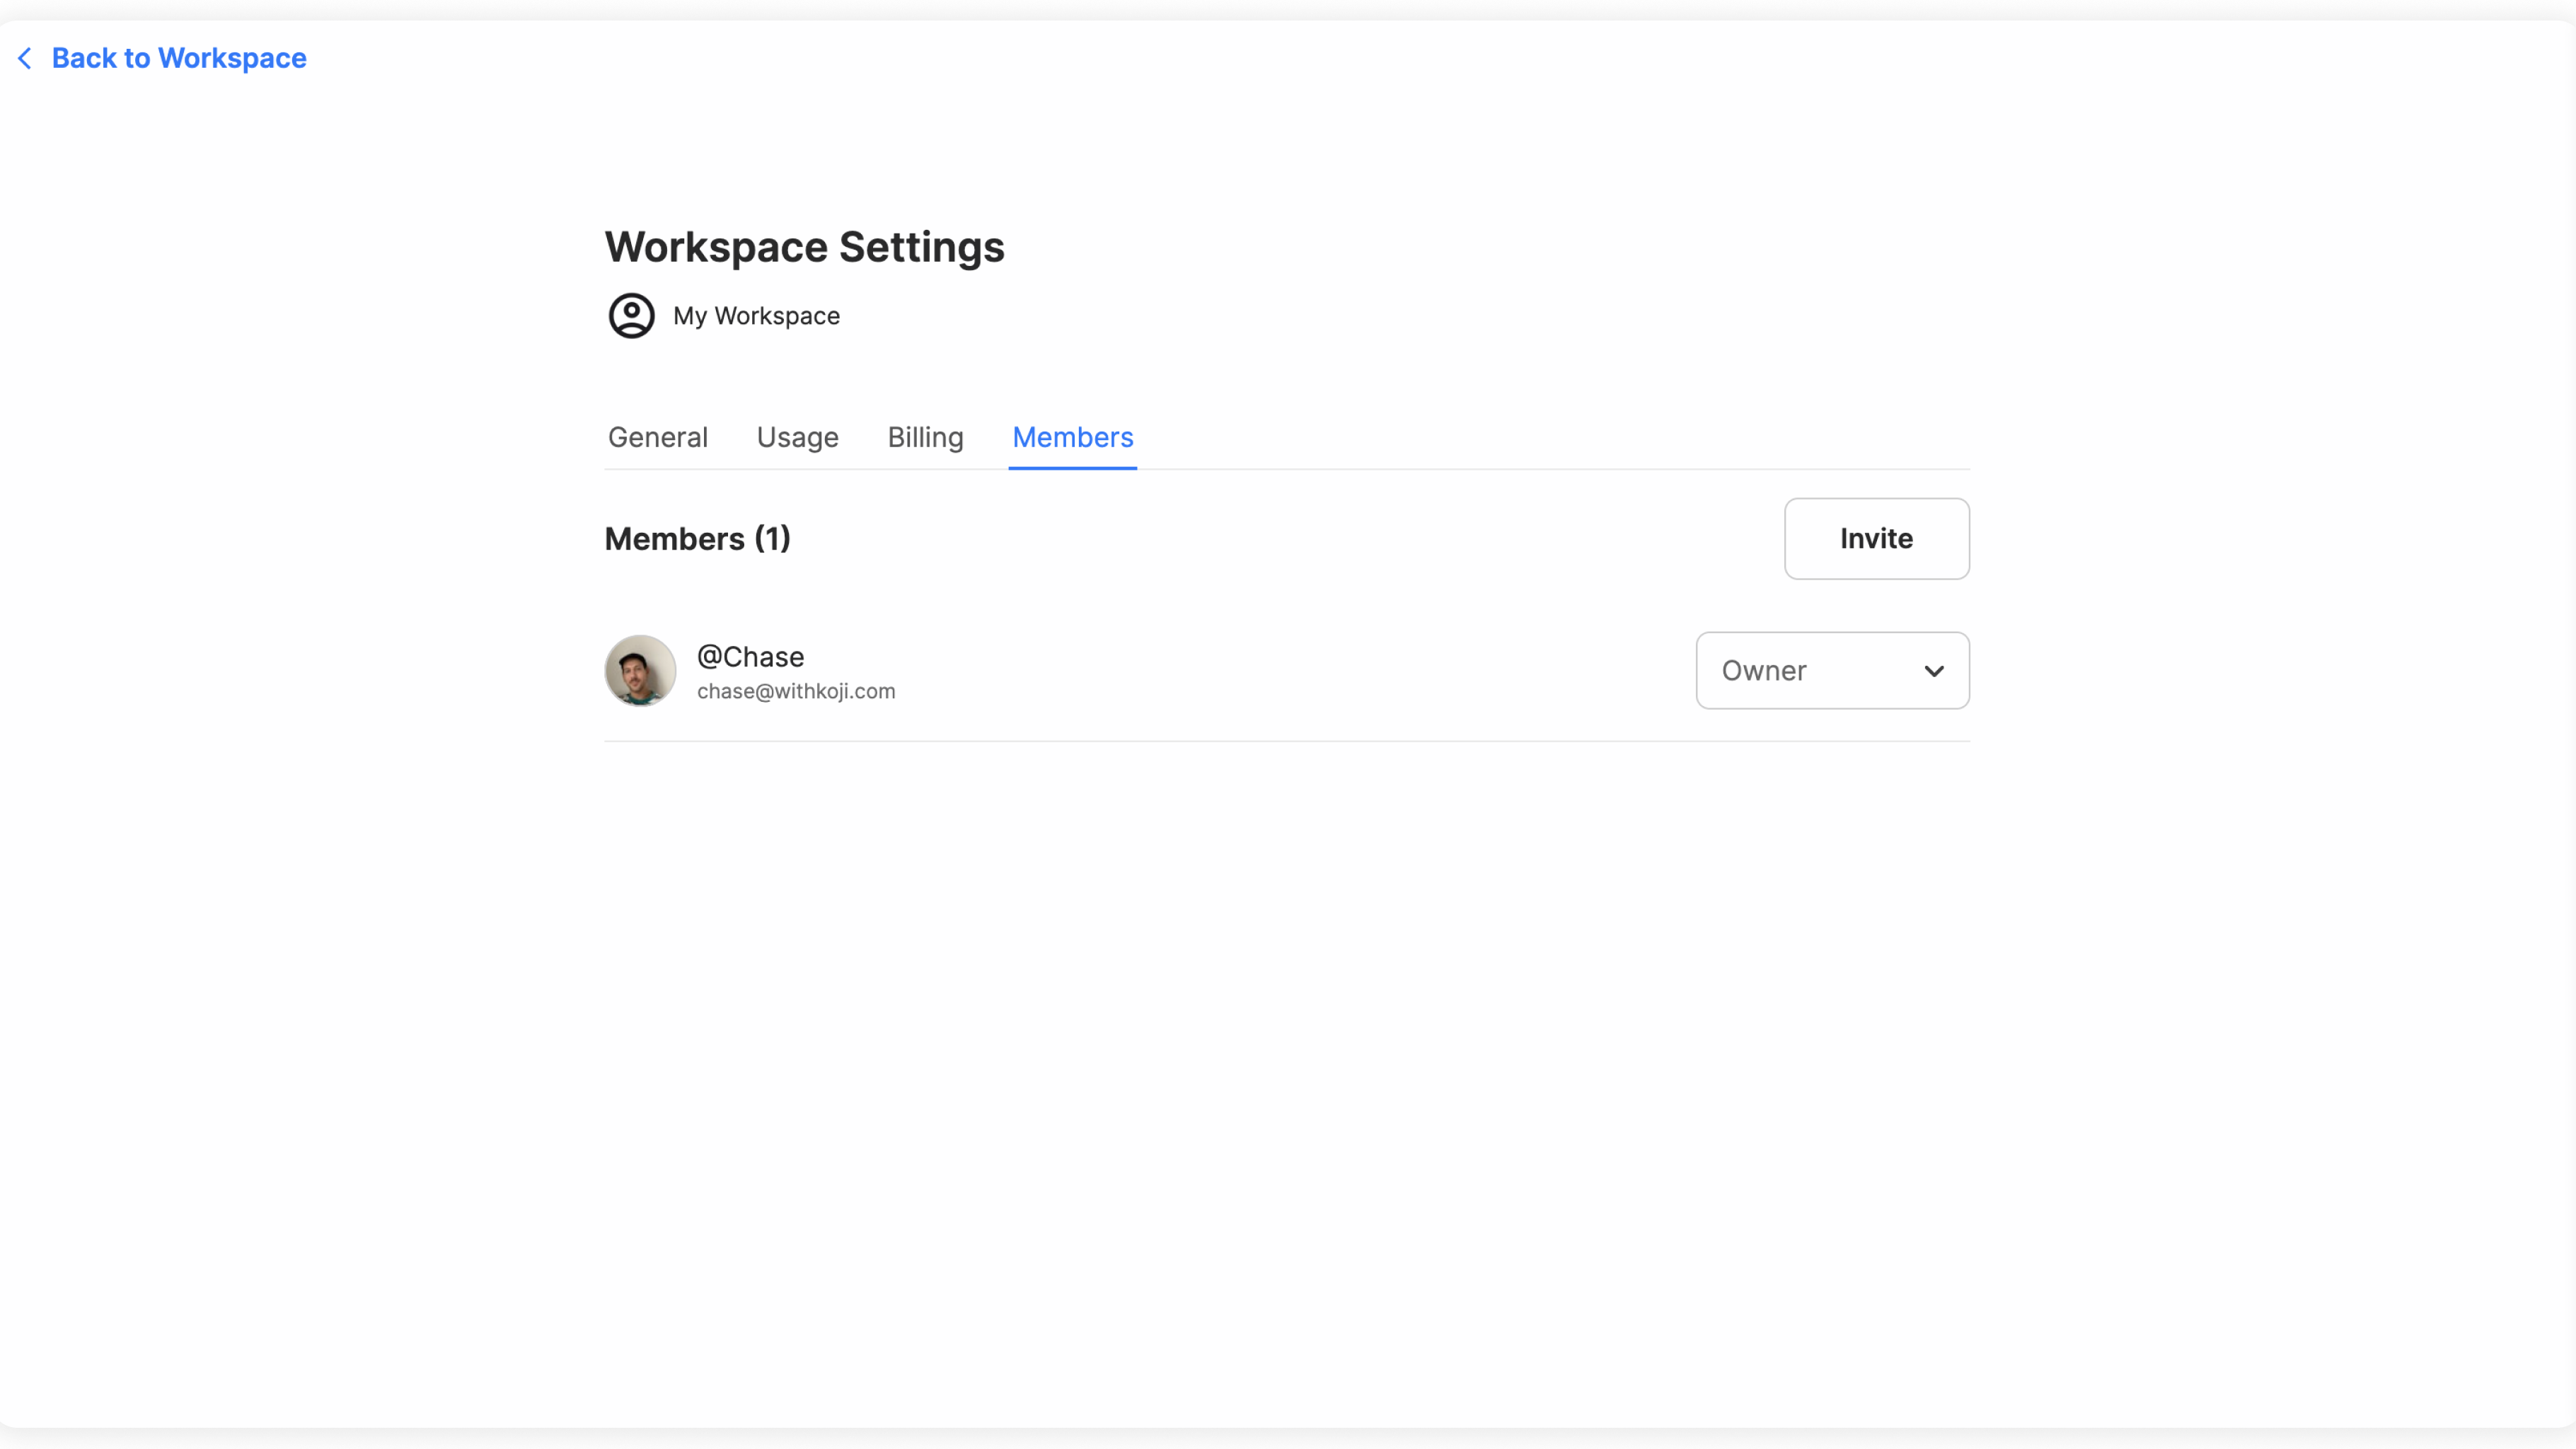 Back to Workspace
Workspace Settings
My Workspace
General Usage Billing Members
Members (1)
Invite
@Chase
chase@withkoji.com
Owner